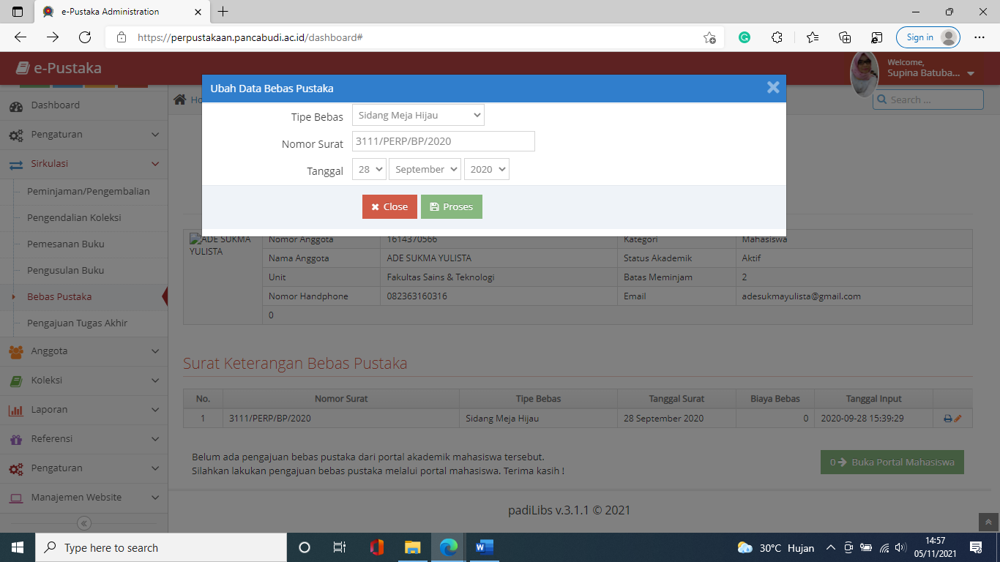 e-Pustaka Administration
https://perpustakaan.pancabudi.ac.id/dashboard#
Sign in
e-Pustaka
Welcome,
Supina Batuba...
Ubah Data Bebas Pustaka
Ho
Search ...
Tipe Bebas Sidang Meja Hijau
Nomor Surat 3111/PERP/BP/2020
Tanggal 28 September 2020
Close Proses
Dashboard
Pengaturan
Sirkulasi
Peminjaman/Pengembalian
Pengendalian Koleksi
Pemesanan Buku
Pengusulan Buku
Bebas Pustaka
Pengajuan Tugas Akhir
Anggota
Koleksi
Laporan
Referensi
Pengaturan
Manajemen Website
ADE SUKMA
YULISTA
Nomor Anggota 1614370566 Kategori Mahasiswa
Nama Anggota ADE SUKMA YULISTA Status Akademik Aktif
Unit Fakultas Sains & Teknologi Batas Meminjam 2
Nomor Handphone 082363160316 Email adesukmayulista@gmail.com
0
Surat Keterangan Bebas Pustaka
No. Nomor Surat Tipe Bebas Tanggal Surat Biaya Bebas Tanggal Input
1 3111/PERP/BP/2020 Sidang Meja Hijau 28 September 2020 0 2020-09-28 15:39:29
Belum ada pengajuan bebas pustaka dari portal akademik mahasiswa tersebut.
Silahkan lakukan pengajuan bebas pustaka melalui portal mahasiswa. Terima kasih !
0 Buka Portal Mahasiswa
padiLibs v.3.1.1 © 2021
Type here to search
30°C Hujan
14:57
05/11/2021